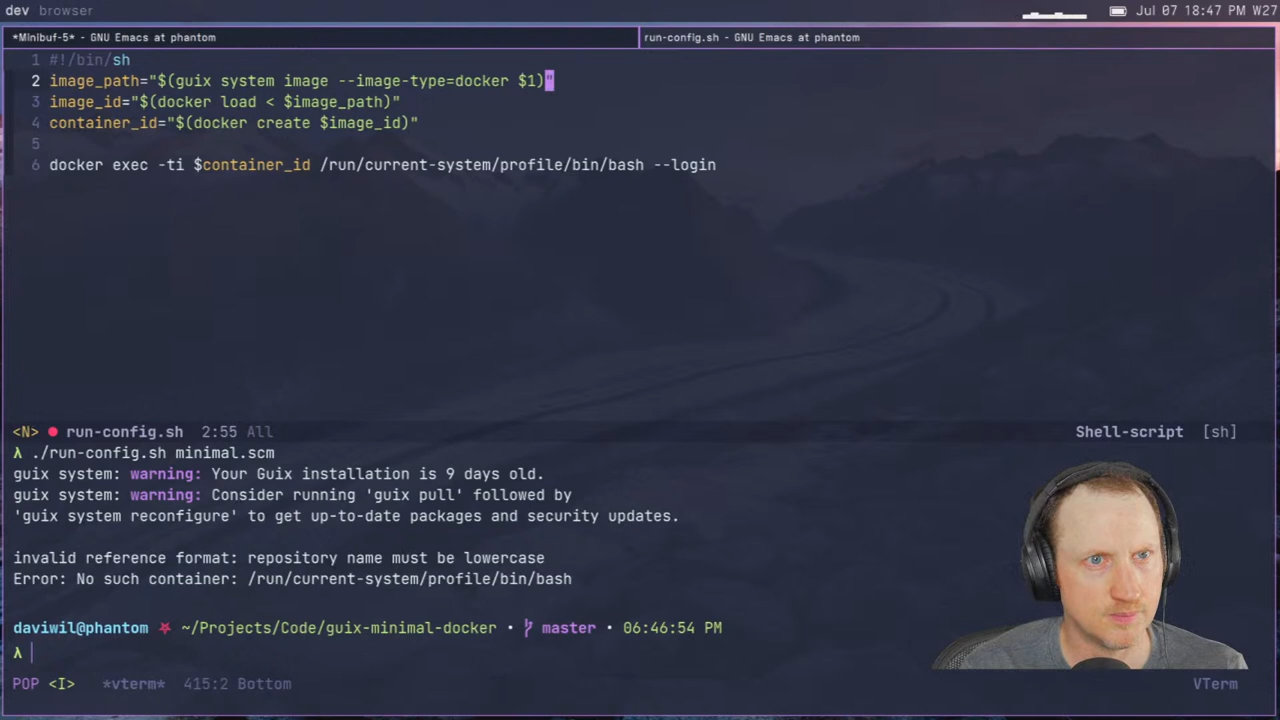 dev browser
Jul 07 18:47 PM W27
*Minibuf-5* - GNU Emacs at phantom
run-config.sh - GNU Emacs at phantom
1 #!/bin/sh
2 image_path="$(guix system image --image-type=docker $1)"
3 image_id="$(docker load < $image_path)"
4 container_id="$(docker create $image_id)"
5
6 docker exec -ti $container_id /run/current-system/profile/bin/bash --login
<N> run-config.sh 2:55 All Shell-script [sh]
λ ./run-config.sh minimal.scm
guix system: warning: Your Guix installation is 9 days old.
guix system: warning: Consider running 'guix pull' followed by
'guix system reconfigure' to get up-to-date packages and security updates.
invalid reference format: repository name must be lowercase
Error: No such container: /run/current-system/profile/bin/bash
daviwil@phantom ~/Projects/Code/guix-minimal-docker • master • 06:46:54 PM
λ
POP <I> *vterm* 415:2 Bottom VTerm